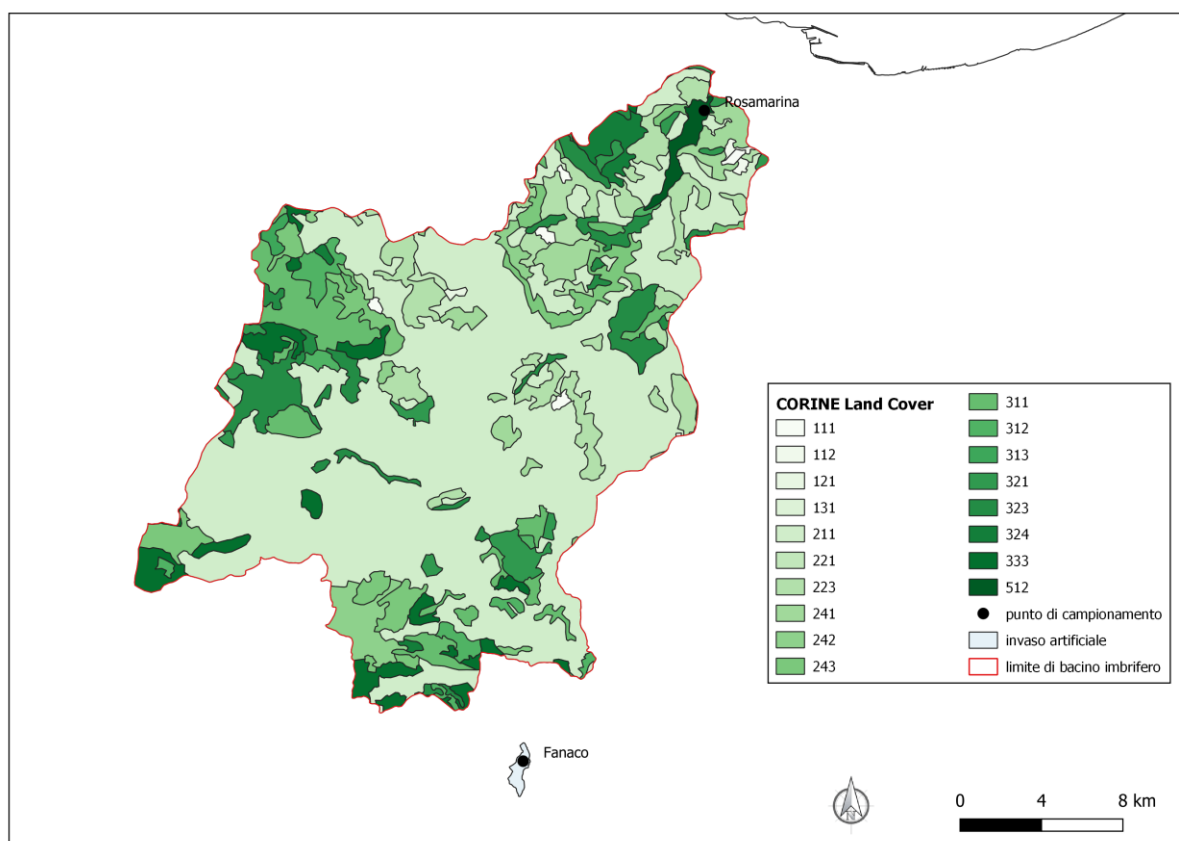 Rosamarina
CORINE Land Cover
111
112
121
131
211
221
223
241
242
243
311
312
313
321
323
324
333
512
punto di campionamento
invaso artificiale
limite di bacino imbrifero
Fanaco
N
0 4 8 km